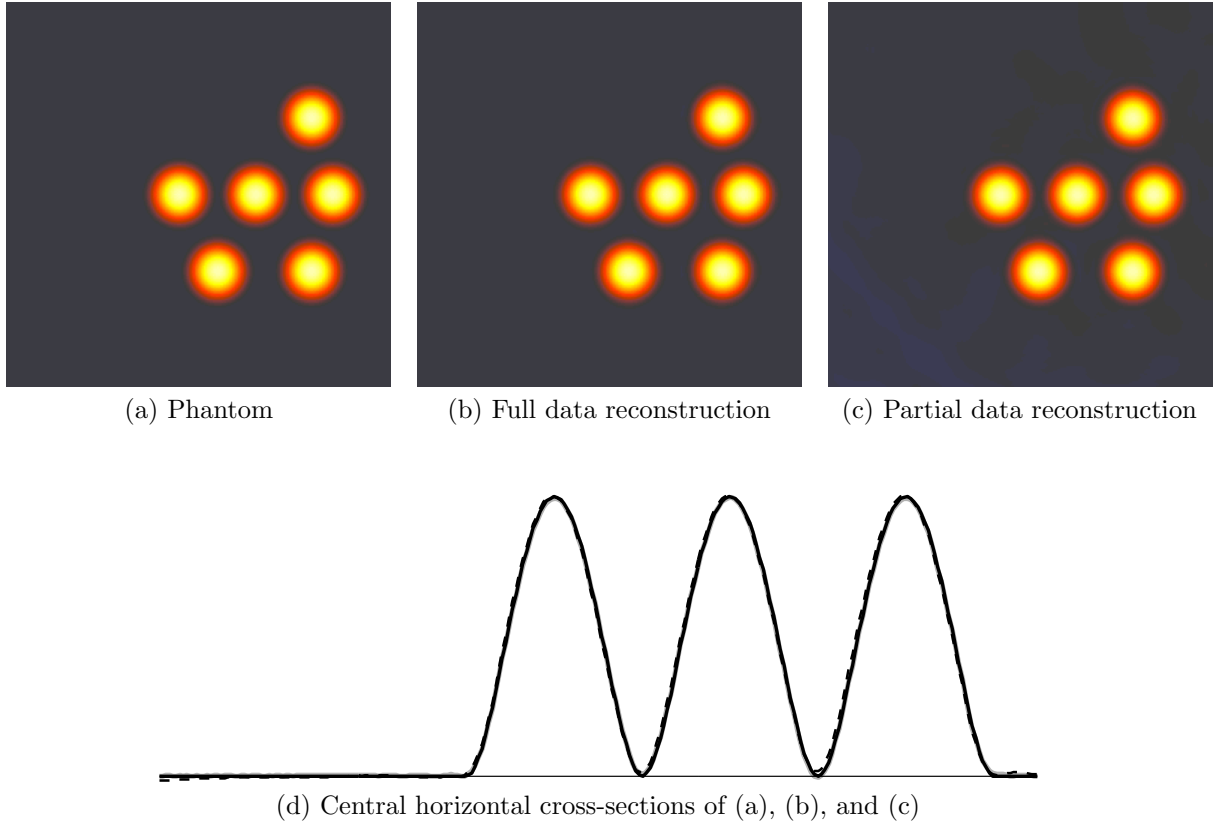 (a) Phantom
(b) Full data reconstruction
(c) Partial data reconstruction
(d) Central horizontal cross-sections of (a), (b), and (c)